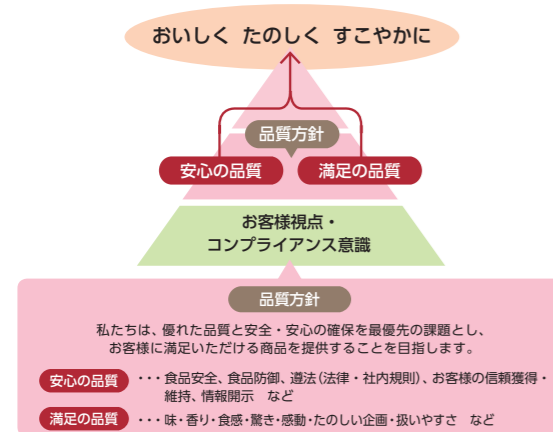 おいしく たのしく すこやかに
品質方針
安心の品質
満足の品質
お客様視点・
コンプライアンス意識
品質方針
私たちは、優れた品質と安全・安心の確保を最優先の課題とし、
お客様に満足いただける商品を提供することを目指します。
安心の品質 ・・・食品安全、食品防御、遵法（法律・社内規則）、お客様の信頼獲得・
維持、情報開示　など
満足の品質 ・・・味・香り・食感・驚き・感動・たのしい企画・扱いやすさ　など